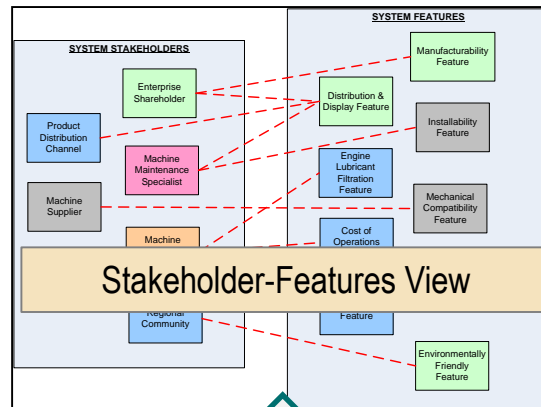 SYSTEM STAKEHOLDERS
Enterprise
Shareholder
Product
Distribution
Channel
Machine
Maintenance
Specialist
Machine
Supplier
Machine
Regional
Community
SYSTEM FEATURES
Manufacturability
Feature
Distribution &
Display Feature
Installability
Feature
Engine
Lubricant
Filtration
Feature
Mechanical
Compatibility
Feature
Cost of
Operations
Feature
Environmentally
Friendly
Feature
Stakeholder-Features View